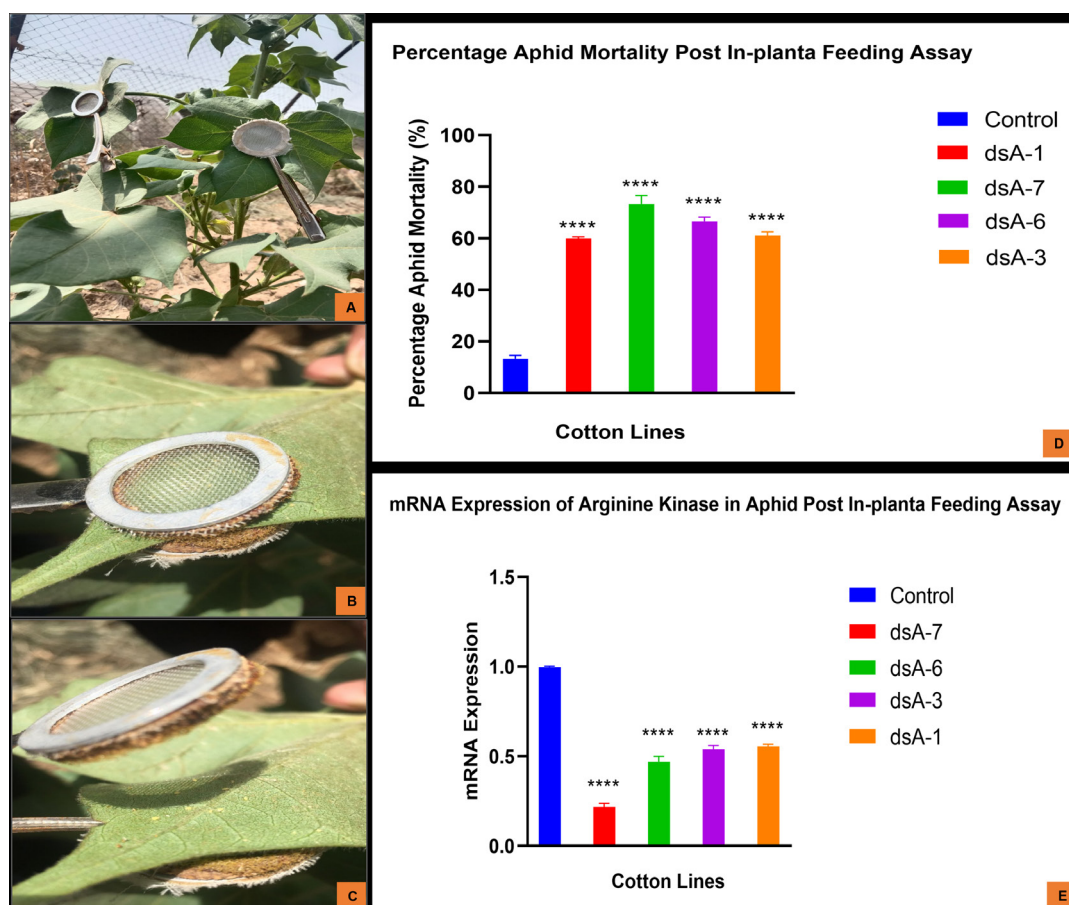 A
B
C
Percentage Aphid Mortality Post In-planta Feeding Assay
Percentage Aphid Mortality (%)
100
80
60
40
20
0
****
****
****
****
Cotton Lines
Control
dsA-1
dsA-7
dsA-6
dsA-3
D
mRNA Expression of Arginine Kinase in Aphid Post In-planta Feeding Assay
mRNA Expression
1.5
1.0
0.5
0.0
****
****
****
****
Cotton Lines
Control
dsA-7
dsA-6
dsA-3
dsA-1
E